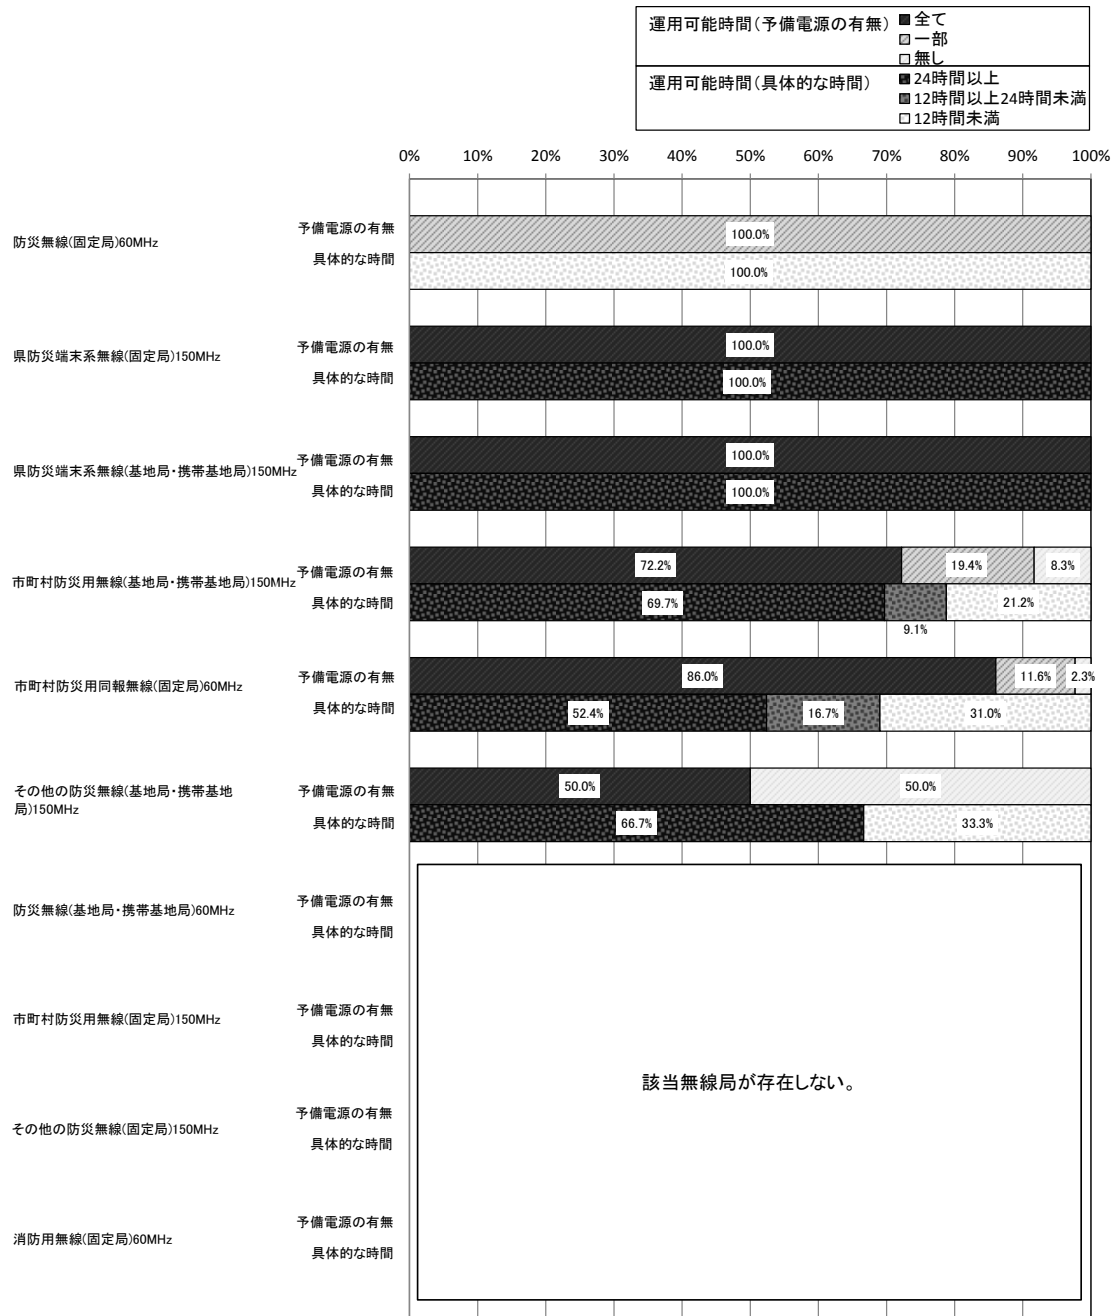 運用可能時間(予備電源の有無)
全て
一部
無し
運用可能時間(具体的な時間)
24時間以上
12時間以上24時間未満
12時間未満
0% 10% 20% 30% 40% 50% 60% 70% 80% 90% 100%
防災無線(固定局)60MHz
予備電源の有無
100.0%
具体的な時間
100.0%
県防災端末系無線(固定局)150MHz
予備電源の有無
100.0%
具体的な時間
100.0%
県防災端末系無線(基地局・携帯基地局)150MHz
予備電源の有無
100.0%
具体的な時間
100.0%
市町村防災用無線(基地局・携帯基地局)150MHz
予備電源の有無
72.2% 19.4% 8.3%
具体的な時間
69.7% 9.1% 21.2%
市町村防災用同報無線(固定局)60MHz
予備電源の有無
86.0% 11.6% 2.3%
具体的な時間
52.4% 16.7% 31.0%
その他の防災無線(基地局・携帯基地
局)150MHz
予備電源の有無
50.0% 50.0%
具体的な時間
66.7% 33.3%
防災無線(基地局・携帯基地局)60MHz
予備電源の有無
具体的な時間
市町村防災用無線(固定局)150MHz
予備電源の有無
具体的な時間
該当無線局が存在しない。
その他の防災無線(固定局)150MHz
予備電源の有無
具体的な時間
消防用無線(固定局)60MHz
予備電源の有無
具体的な時間